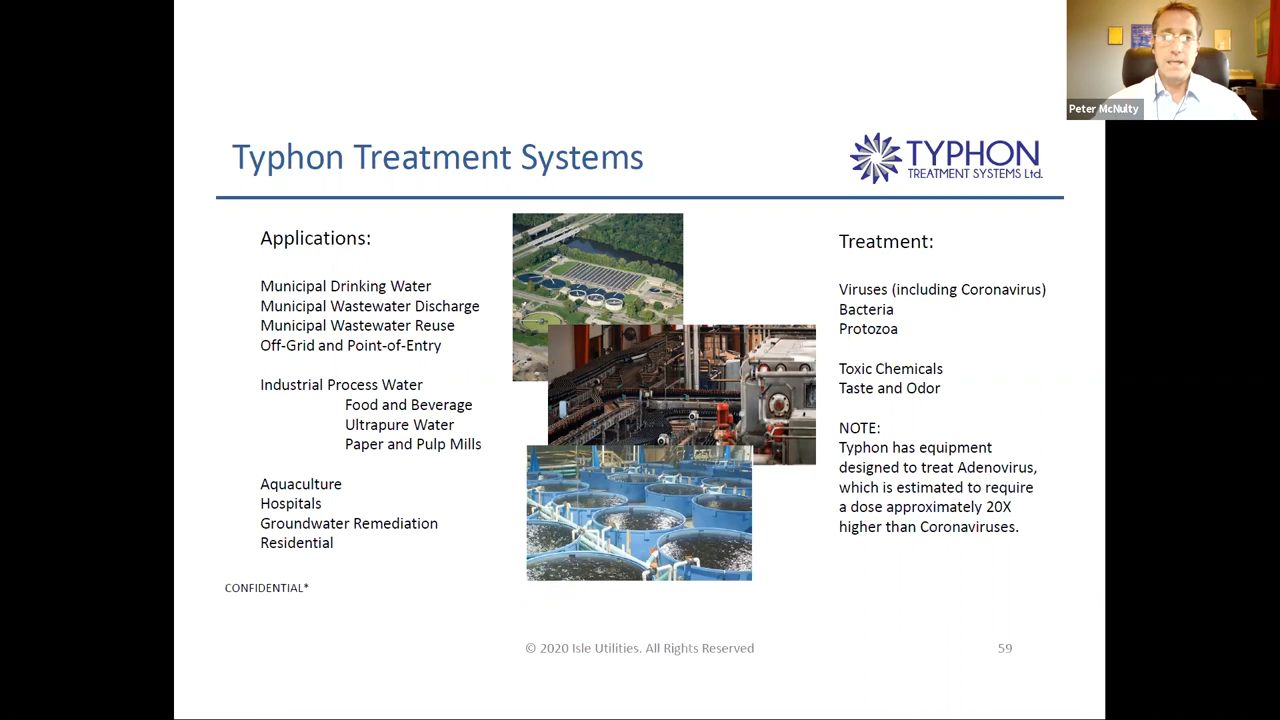 Peter McNulty
Typhon Treatment Systems
TYPHON
TREATMENT SYSTEMS Ltd.
Applications:
Municipal Drinking Water
Municipal Wastewater Discharge
Municipal Wastewater Reuse
Off-Grid and Point-of-Entry
Industrial Process Water
Food and Beverage
Ultrapure Water
Paper and Pulp Mills
Aquaculture
Hospitals
Groundwater Remediation
Residential
Treatment:
Viruses (including Coronavirus)
Bacteria
Protozoa
Toxic Chemicals
Taste and Odor
NOTE:
Typhon has equipment
designed to treat Adenovirus,
which is estimated to require
a dose approximately 20X
higher than Coronaviruses.
CONFIDENTIAL*
© 2020 Isle Utilities. All Rights Reserved
59